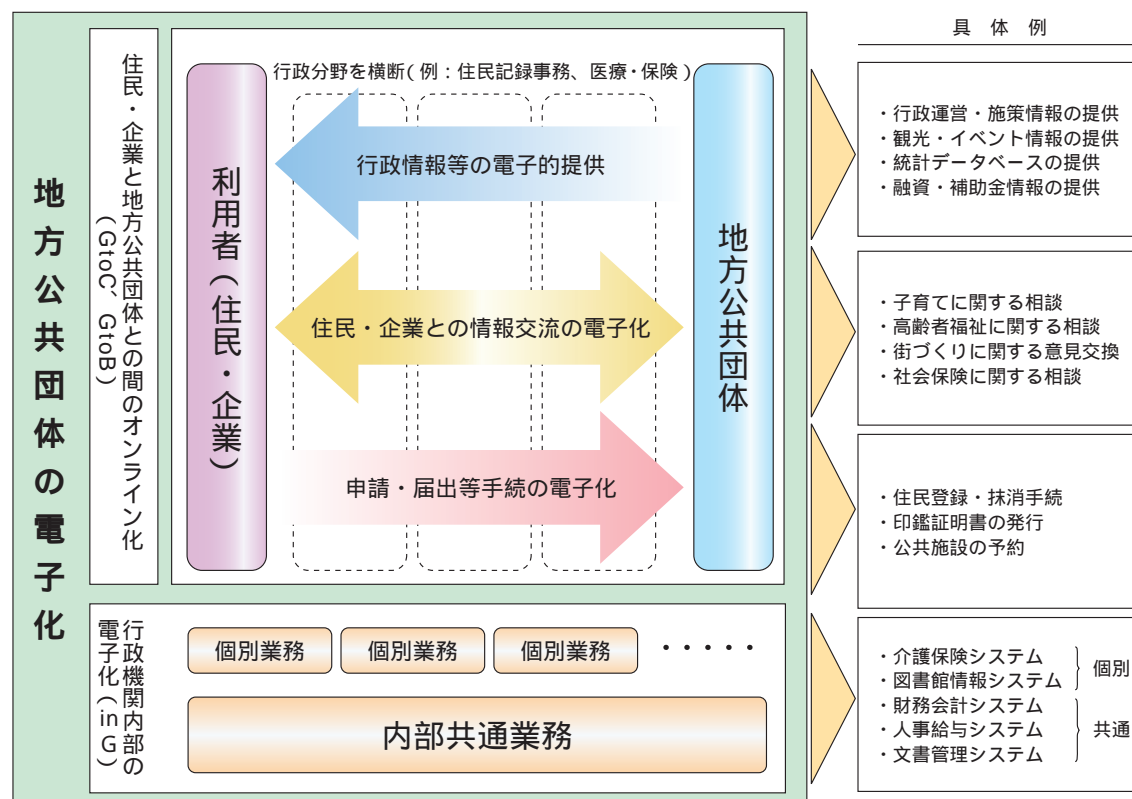 地方公共団体の電子化
住民・企業と地方公共団体との間のオンライン化
(GtoC、GtoB)
行政分野を横断(例：住民記録事務、医療・保険)
利用者(住民・企業)
行政情報等の電子的提供
住民・企業との情報交流の電子化
申請・届出等手続の電子化
地方公共団体
行政機関内部の
電子化(inG)
個別業務
個別業務
個別業務
・・・・・
内部共通業務
具体例
・行政運営・施策情報の提供
・観光・イベント情報の提供
・統計データベースの提供
・融資・補助金情報の提供
・子育てに関する相談
・高齢者福祉に関する相談
・街づくりに関する意見交換
・社会保険に関する相談
・住民登録・抹消手続
・印鑑証明書の発行
・公共施設の予約
・介護保険システム
・図書館情報システム
個別
・財務会計システム
・人事給与システム
・文書管理システム
共通